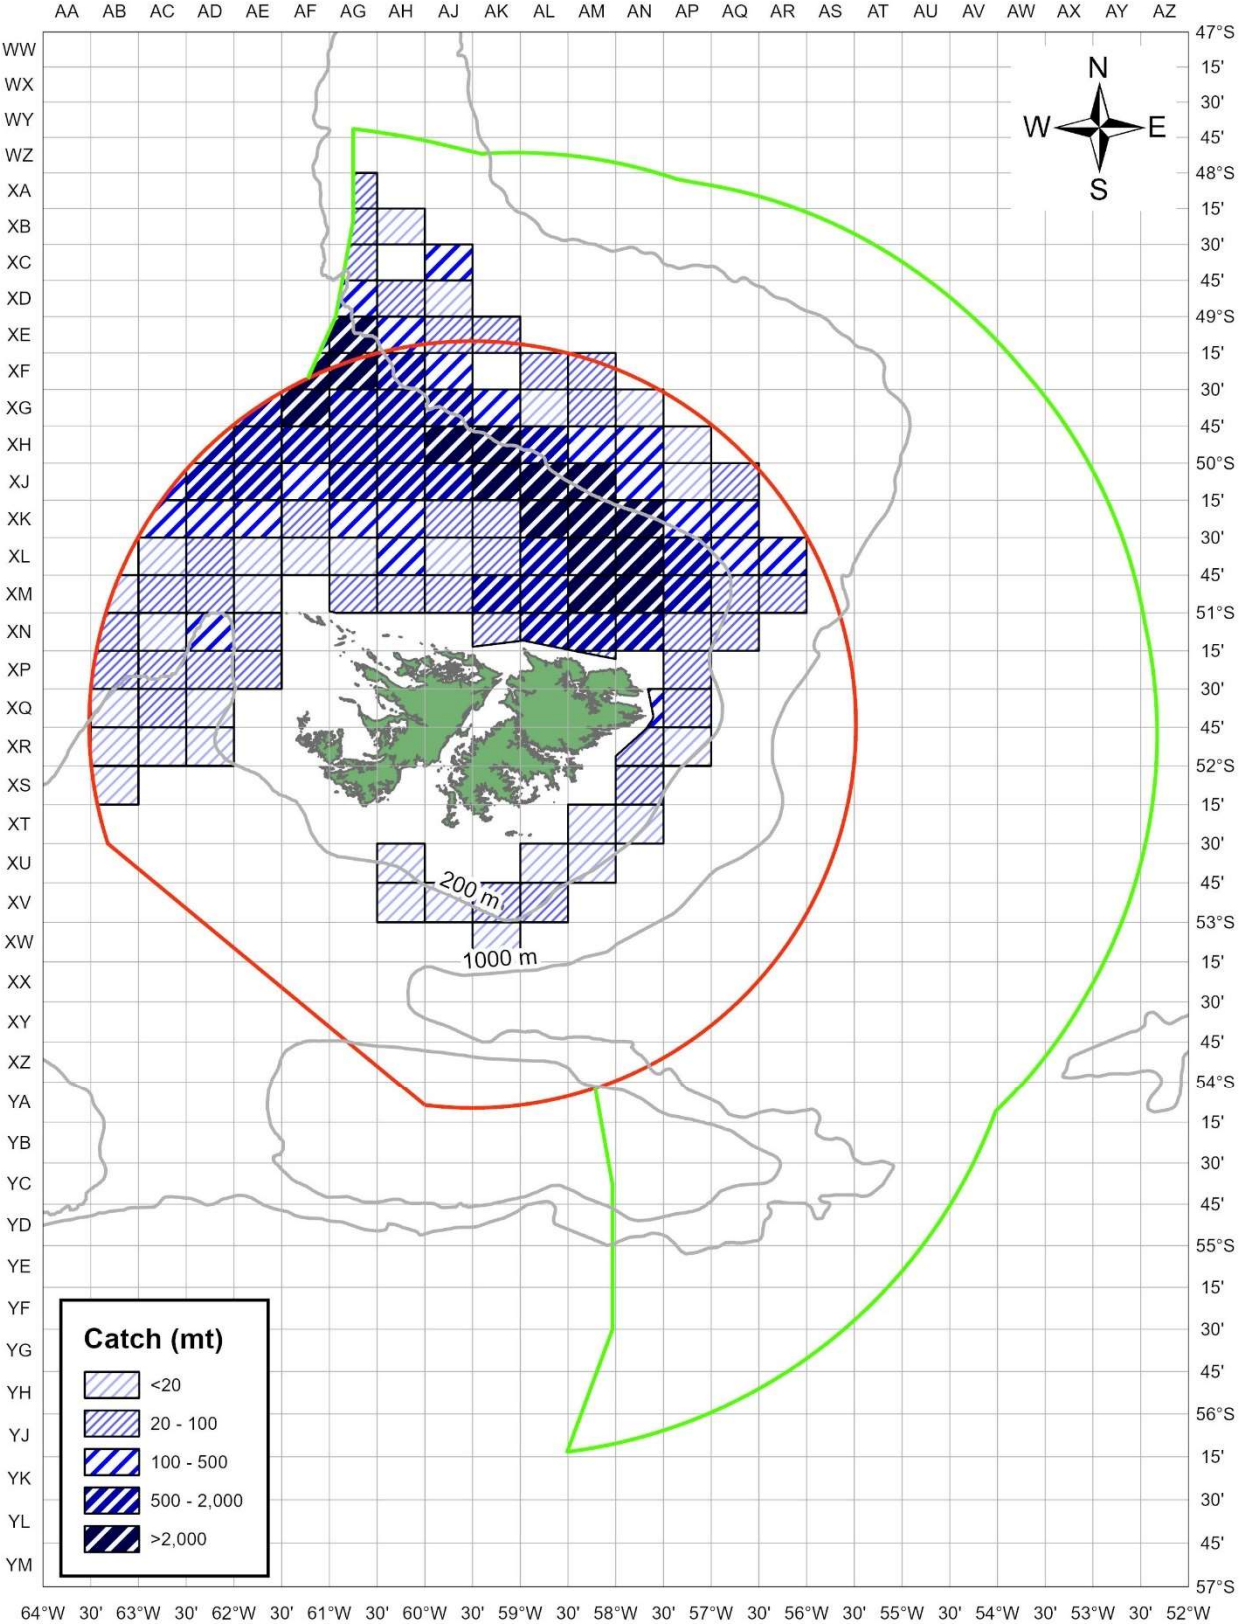 AA AB AC AD AE AF AG AH AJ AK AL AM AN AP AQ AR AS AT AU AV AW AX AY AZ
47°S
WW
15'
WX
30'
WY
45'
WZ
48°S
XA
15'
XB
30'
XC
45'
XD
49°S
XE
15'
XF
30'
XG
45'
XH
50°S
XJ
15'
XK
30'
XL
45'
XM
51°S
XN
15'
XP
30'
XQ
45'
XR
52°S
XS
15'
XT
30'
XU
45'
XV
53°S
XW
15'
XX
30'
XY
45'
XZ
54°S
YA
15'
YB
30'
YC
45'
YD
55°S
YE
15'
YF
30'
YG
45'
YH
56°S
YJ
15'
YK
30'
YL
45'
YM
57°S
N
W E
S
200 m
1000 m
Catch (mt)
<20
20 - 100
100 - 500
500 - 2,000
>2,000
64°W 30' 63°W 30' 62°W 30' 61°W 30' 60°W 30' 59°W 30' 58°W 30' 57°W 30' 56°W 30' 55°W 30' 54°W 30' 53°W 30' 52°W